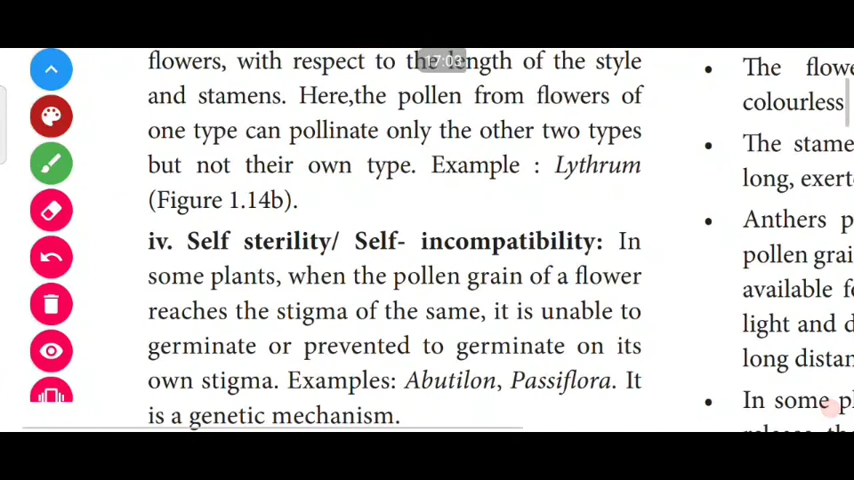 flowers, with respect to the length of the style
and stamens. Here,the pollen from flowers of
one type can pollinate only the other two types
but not their own type. Example : Lythrum
(Figure 1.14b).
iv. Self sterility/ Self- incompatibility: In
some plants, when the pollen grain of a flower
reaches the stigma of the same, it is unable to
germinate or prevented to germinate on its
own stigma. Examples: Abutilon, Passiflora. It
is a genetic mechanism.
17:03
• The
colourless
• The
long,
• Anthers
pollen
available
light and
long
• In some